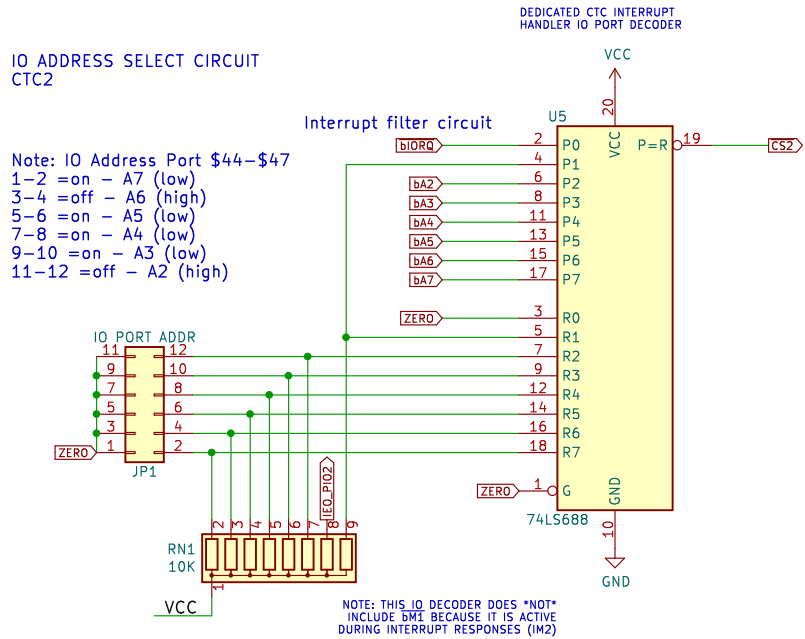 DEDICATED CTC INTERRUPT
HANDLER IO PORT DECODER
IO ADDRESS SELECT CIRCUIT
CTC2
VCC
20
U5
Interrupt filter circuit
bIORQ 2 P0 VCC P=R 19 CS2
4 P1
Note: IO Address Port $44-$47
1-2 =on - A7 (low)
3-4 =off - A6 (high)
5-6 =on - A5 (low)
7-8 =on - A4 (low)
9-10 =on - A3 (low)
11-12 =off - A2 (high)
bA2 6 P2
bA3 8 P3
bA4 11 P4
bA5 13 P5
bA6 15 P6
bA7 17 P7
ZERO 3 R0
5 R1
IO PORT ADDR
11 12 7 R2
9 10 9 R3
7 8 12 R4
5 6 14 R5
3 4 16 R6
ZERO 1 2 18 R7
JP1
IEO_PIO2
ZERO 1 G GND
74LS688
10
2 3 4 5 6 7 8 9
RN1
10K
1
GND
VCC
NOTE: THIS IO DECODER DOES *NOT*
INCLUDE bM1 BECAUSE IT IS ACTIVE
DURING INTERRUPT RESPONSES (IM2)